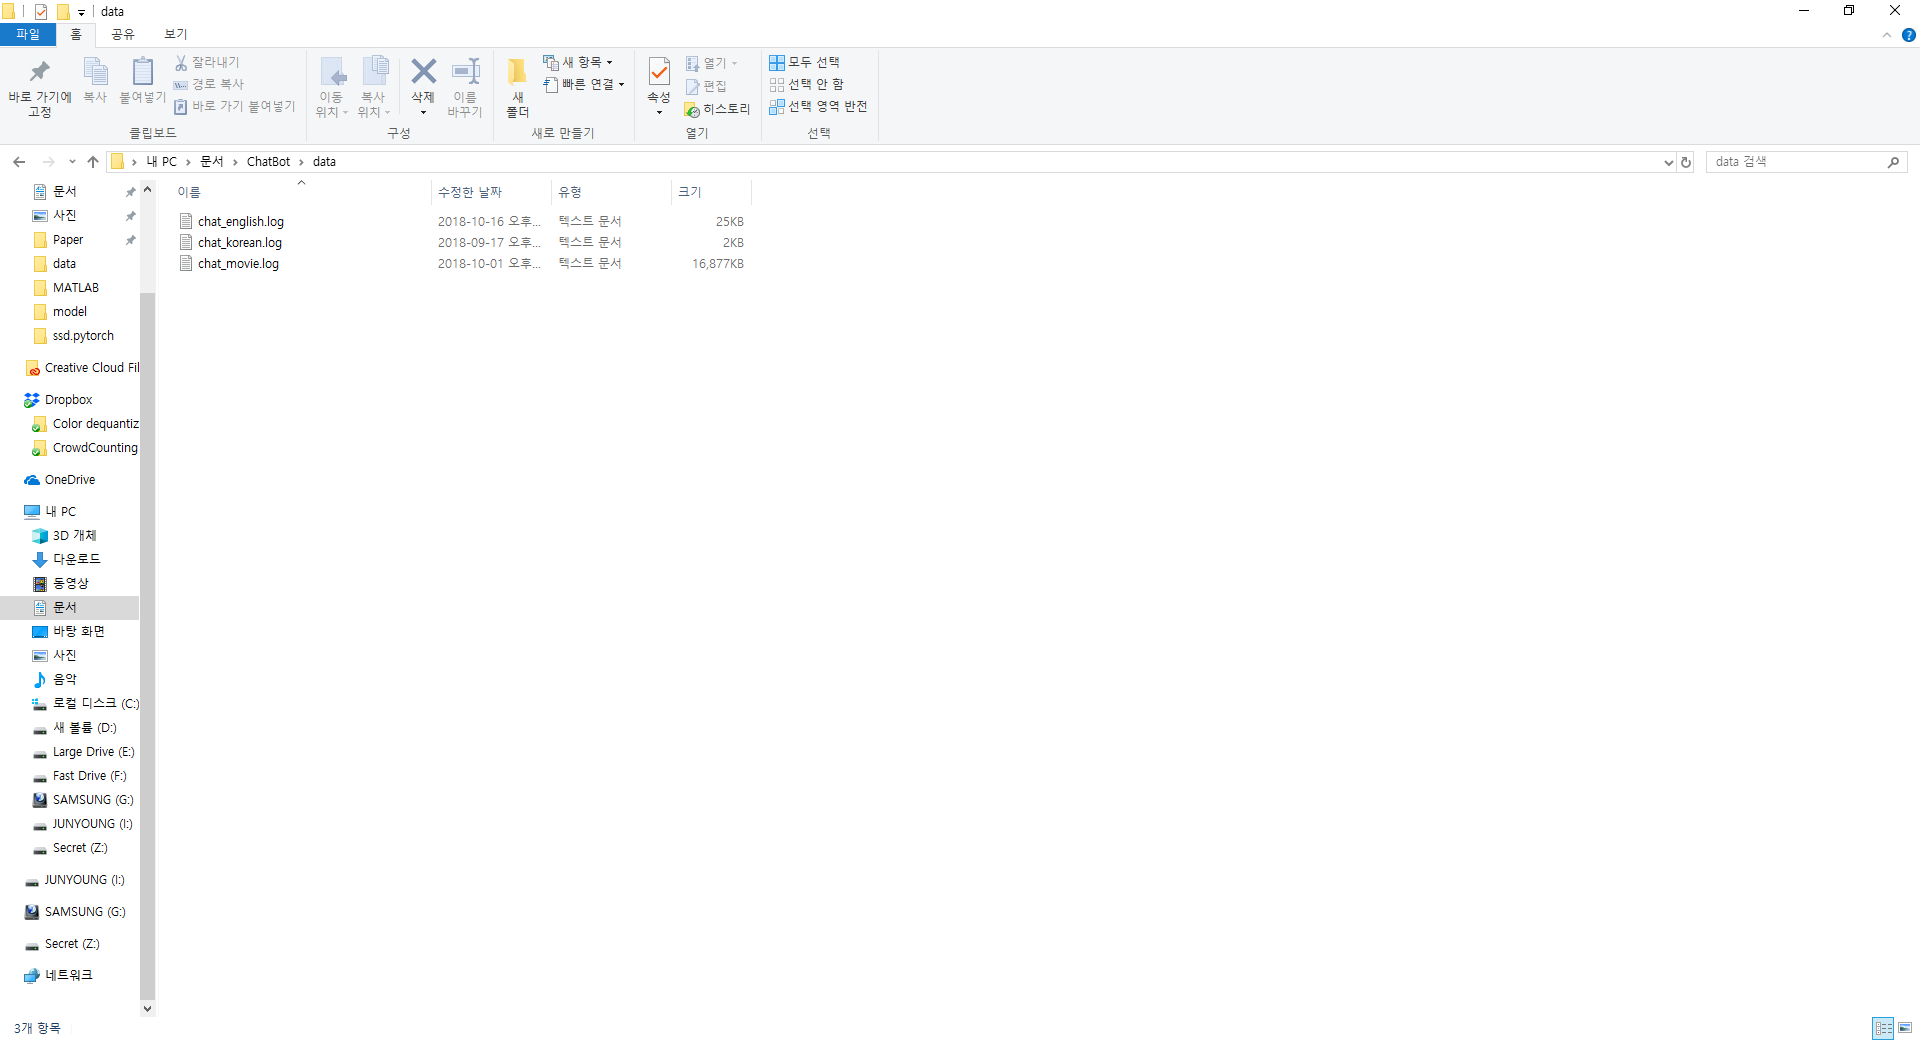 data
파일
홈
공유
보기
바로 가기에
고정
복사
붙여넣기
잘라내기
경로 복사
바로 가기 붙여넣기
클립보드
이동
위치
복사
위치
삭제
이름
바꾸기
구성
새
폴더
새 항목
빠른 연결
새로 만들기
속성
열기
편집
히스토리
열기
모두 선택
선택 안 함
선택 영역 반전
선택
내 PC > 문서 > ChatBot > data
data 검색
이름
수정한 날짜
유형
크기
chat_english.log 2018-10-16 오후... 텍스트 문서 25KB
chat_korean.log 2018-09-17 오후... 텍스트 문서 2KB
chat_movie.log 2018-10-01 오후... 텍스트 문서 16,877KB
문서
사진
Paper
data
MATLAB
model
ssd.pytorch
Creative Cloud Fil
Dropbox
Color dequantiz
CrowdCounting
OneDrive
내 PC
3D 개체
다운로드
동영상
문서
바탕 화면
사진
음악
로컬 디스크 (C:)
새 볼륨 (D:)
Large Drive (E:)
Fast Drive (F:)
SAMSUNG (G:)
JUNYOUNG (I:)
Secret (Z:)
JUNYOUNG (I:)
SAMSUNG (G:)
Secret (Z:)
네트워크
3개 항목